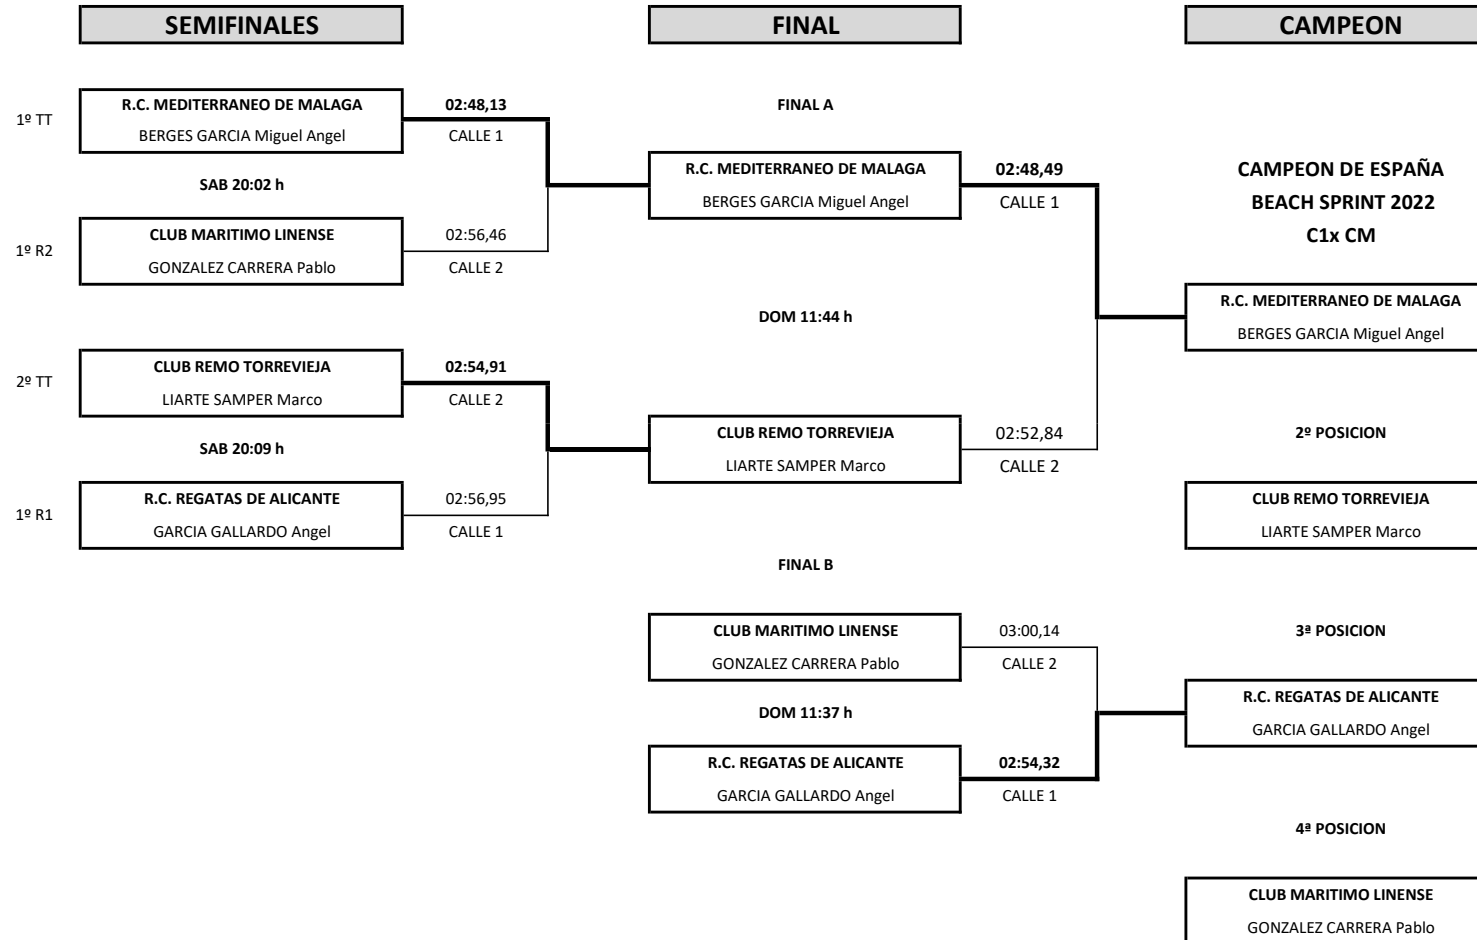 SEMIFINALES
FINAL
CAMPEON
1º TT
R.C. MEDITERRANEO DE MALAGA
BERGES GARCIA Miguel Angel
02:48,13
CALLE 1
SAB 20:02 h
1º R2
CLUB MARITIMO LINENSE
GONZALEZ CARRERA Pablo
02:56,46
CALLE 2
2º TT
CLUB REMO TORREVIEJA
LIARTE SAMPER Marco
02:54,91
CALLE 2
SAB 20:09 h
1º R1
R.C. REGATAS DE ALICANTE
GARCIA GALLARDO Angel
02:56,95
CALLE 1
FINAL A
R.C. MEDITERRANEO DE MALAGA
BERGES GARCIA Miguel Angel
02:48,49
CALLE 1
DOM 11:44 h
CLUB REMO TORREVIEJA
LIARTE SAMPER Marco
02:52,84
CALLE 2
FINAL B
CLUB MARITIMO LINENSE
GONZALEZ CARRERA Pablo
03:00,14
CALLE 2
DOM 11:37 h
R.C. REGATAS DE ALICANTE
GARCIA GALLARDO Angel
02:54,32
CALLE 1
CAMPEON DE ESPAÑA
BEACH SPRINT 2022
C1x CM
R.C. MEDITERRANEO DE MALAGA
BERGES GARCIA Miguel Angel
2º POSICION
CLUB REMO TORREVIEJA
LIARTE SAMPER Marco
3ª POSICION
R.C. REGATAS DE ALICANTE
GARCIA GALLARDO Angel
4ª POSICION
CLUB MARITIMO LINENSE
GONZALEZ CARRERA Pablo